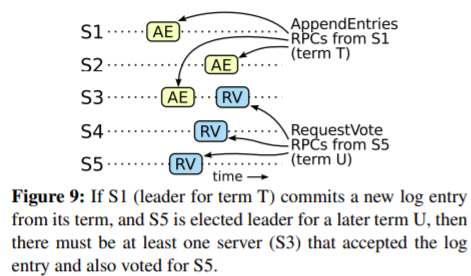 S1 AE AppendEntries
RPCs from S1
S2 AE (term T)
S3 AE RV
S4 RV RequestVote
RPCs from S5
S5 RV (term U)
time
Figure 9: If S1 (leader for term T) commits a new log entry
from its term, and S5 is elected leader for a later term U, then
there must be at least one server (S3) that accepted the log
entry and also voted for S5.